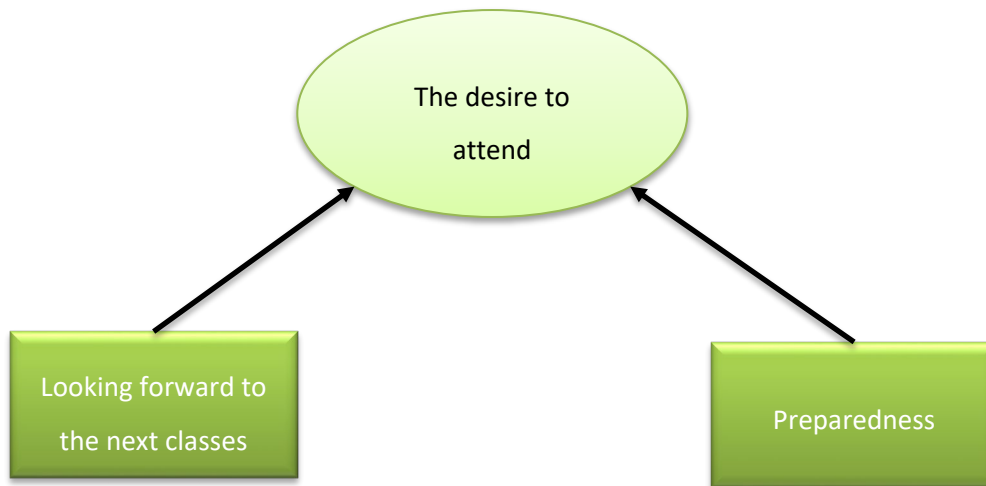 The desire to
attend
Looking forward to
the next classes
Preparedness